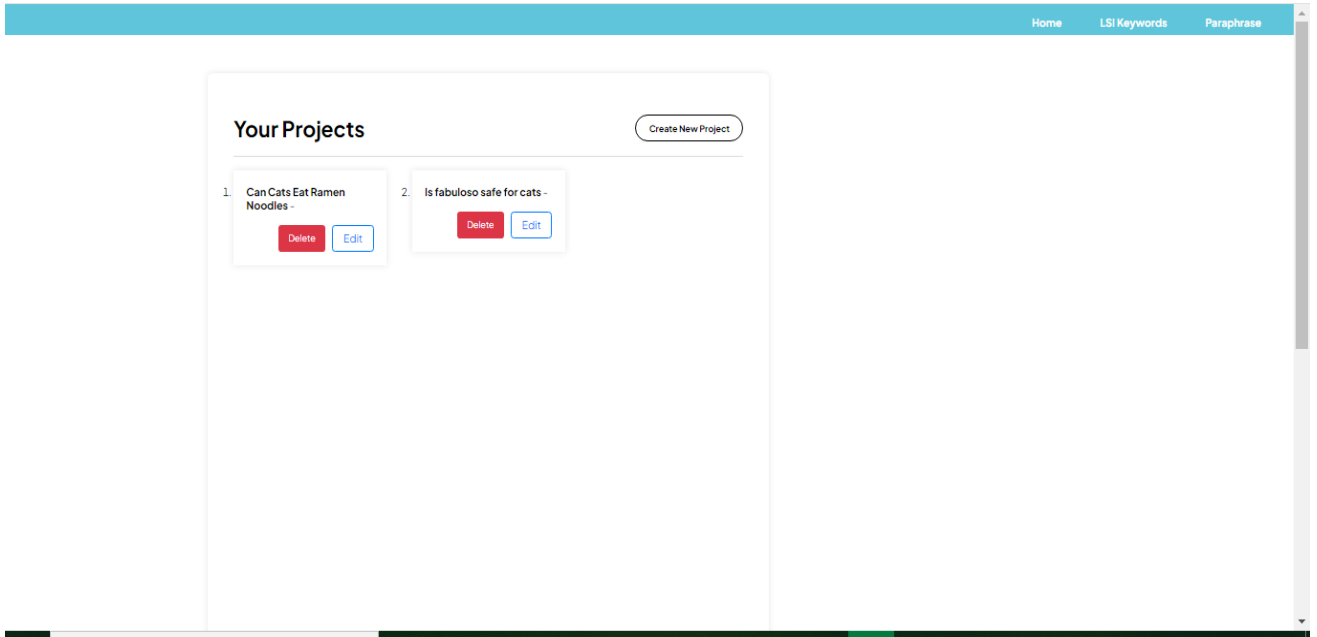 Home LSI Keywords Paraphrase
Your Projects
Create New Project
1. Can Cats Eat Ramen
Noodles -
Delete Edit
2. Is fabuloso safe for cats -
Delete Edit